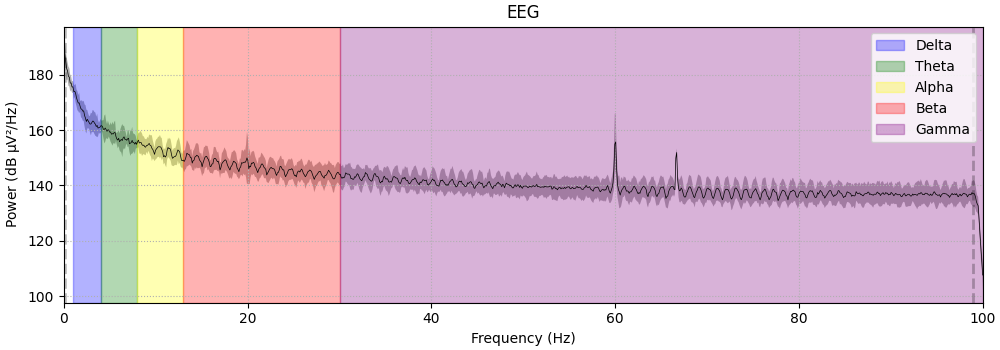 EEG
Power (dB µV²/Hz)
180
160
140
120
100
Delta
Theta
Alpha
Beta
Gamma
0 20 40 60 80 100
Frequency (Hz)